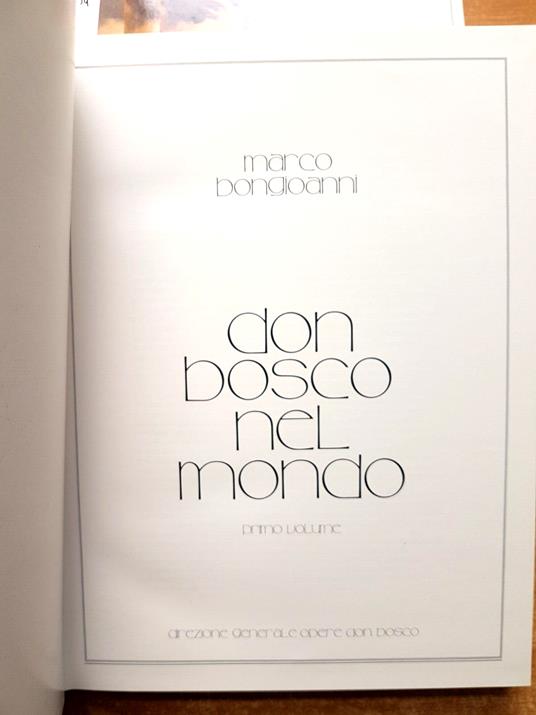 marco
bongioanni
don
bosco
nel
mondo
primo volume
direzione generale opere don bosco